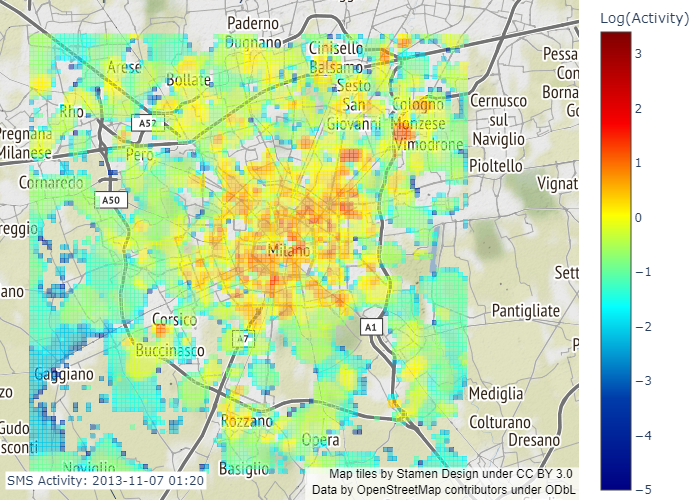 Paderno
Dugnano
Cinisello
Balsamo
Log(Activity)
Arese
Bollate
Sesto
San
Giovanni
Pessa
Con
Borna
Go
Rho
A57
Cologno
Monzese
Vimodrone
Cernusco
sul
Naviglio
Pregnana
Milanese
Pero
Pioltello
Cornaredo
A50
Vignat
reggio
Milano
Sett
ano
Corsico
A7
A1
Pantigliate
P
Buccinasco
Gaggiano
zo
Mediglia
Rozzano
Colturano
Dresano
Gudo
sconti
Opera
Noviglio
Basiglio
SMS Activity: 2013-11-07 01:20
Map tiles by Stamen Design under CC BY 3.0
Data by OpenStreetMap contributors under ODbL
3
2
1
0
−1
−2
−3
−4
−5